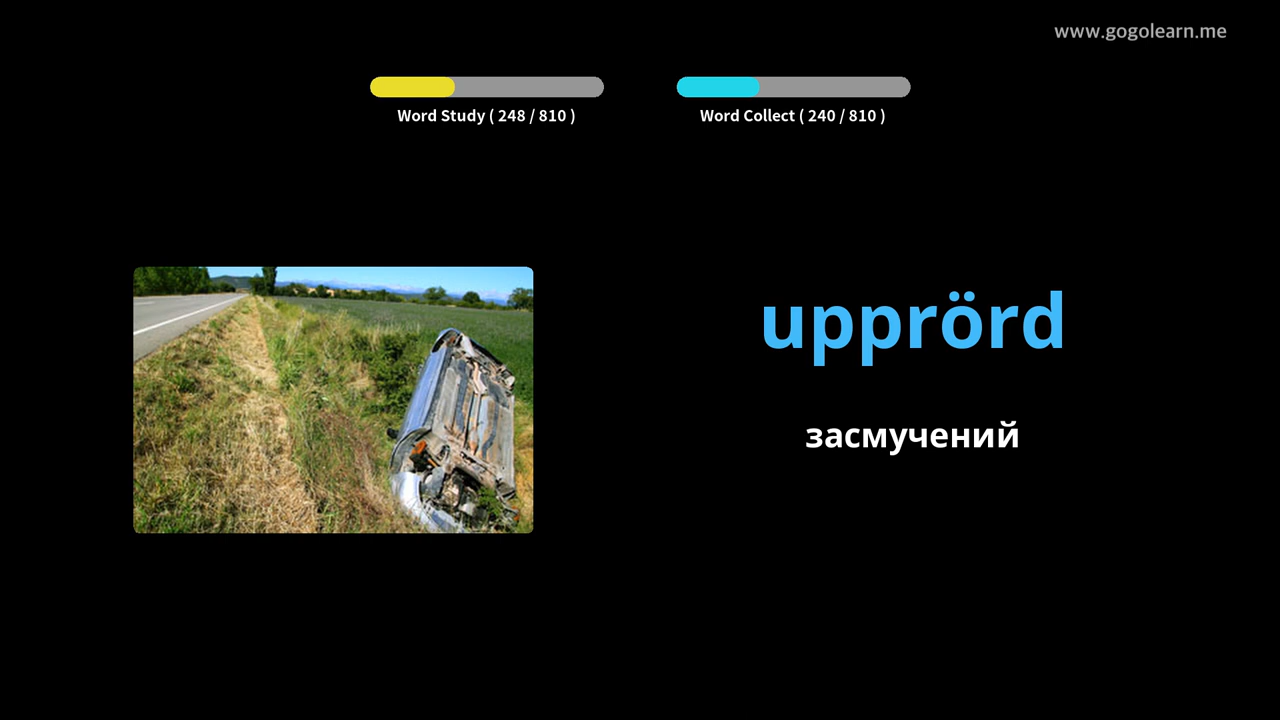 www.gogolearn.me
Word Study ( 248 / 810 )
Word Collect ( 240 / 810 )
upprörd
засмучений